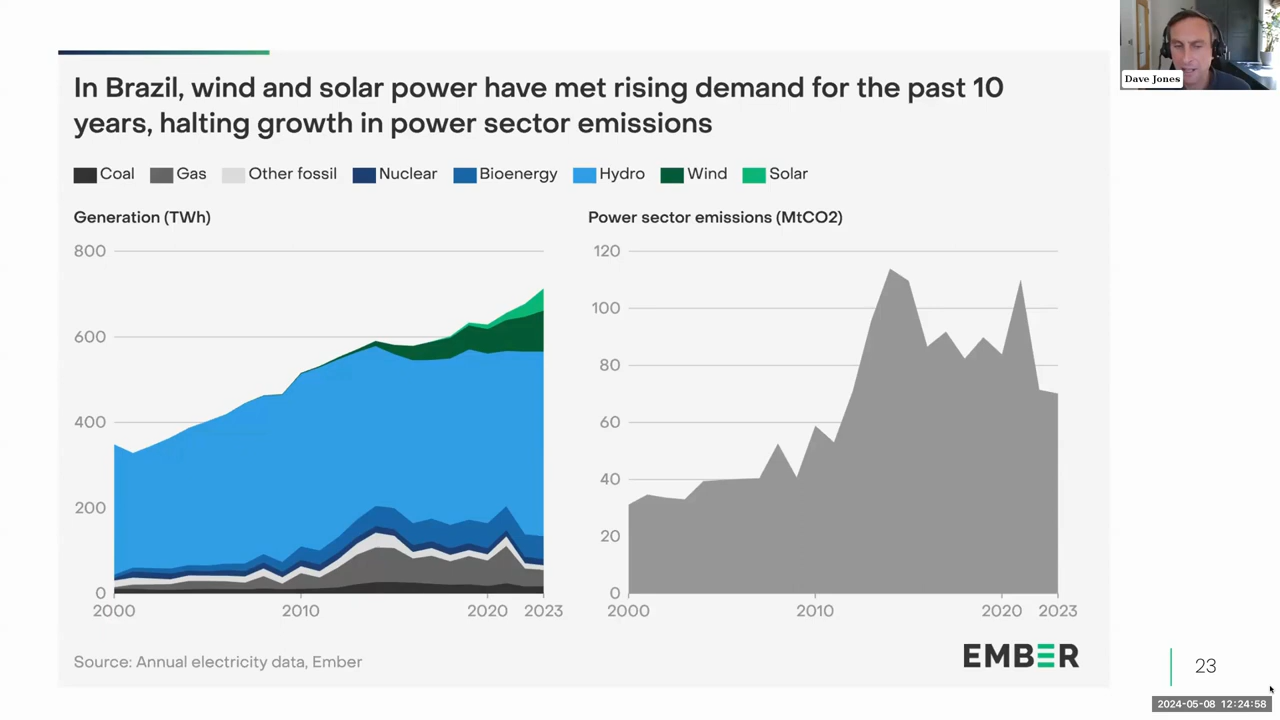 In Brazil, wind and solar power have met rising demand for the past 10
years, halting growth in power sector emissions
Coal Gas Other fossil Nuclear Bioenergy Hydro Wind Solar
Generation (TWh)
800
600
400
200
0
2000 2010 2020 2023
Power sector emissions (MtCO2)
120
100
80
60
40
20
0
2000 2010 2020 2023
Source: Annual electricity data, Ember
EMBER
23
Dave Jones
2024-05-08 12:24:58